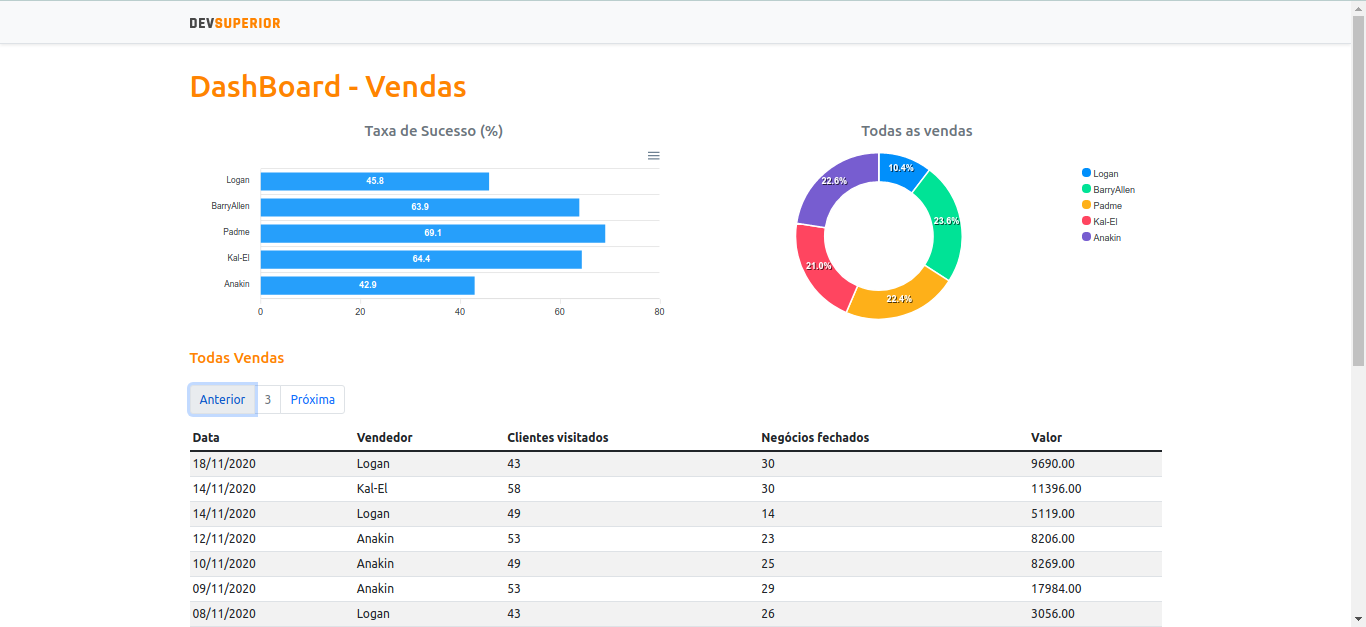 DEVSUPERIOR
DashBoard - Vendas
Taxa de Sucesso (%)
Logan 45.8
BarryAllen 63.9
Padme 69.1
Kal-El 64.4
Anakin 42.9
0 20 40 60 80
Todas as vendas
10.4%
23.6%
22.4%
21.0%
22.6%
Logan
BarryAllen
Padme
Kal-El
Anakin
Todas Vendas
Anterior 3 Próxima
Data Vendedor Clientes visitados Negócios fechados Valor
18/11/2020 Logan 43 30 9690.00
14/11/2020 Kal-El 58 30 11396.00
14/11/2020 Logan 49 14 5119.00
12/11/2020 Anakin 53 23 8206.00
10/11/2020 Anakin 49 25 8269.00
09/11/2020 Anakin 53 29 17984.00
08/11/2020 Logan 43 26 3056.00